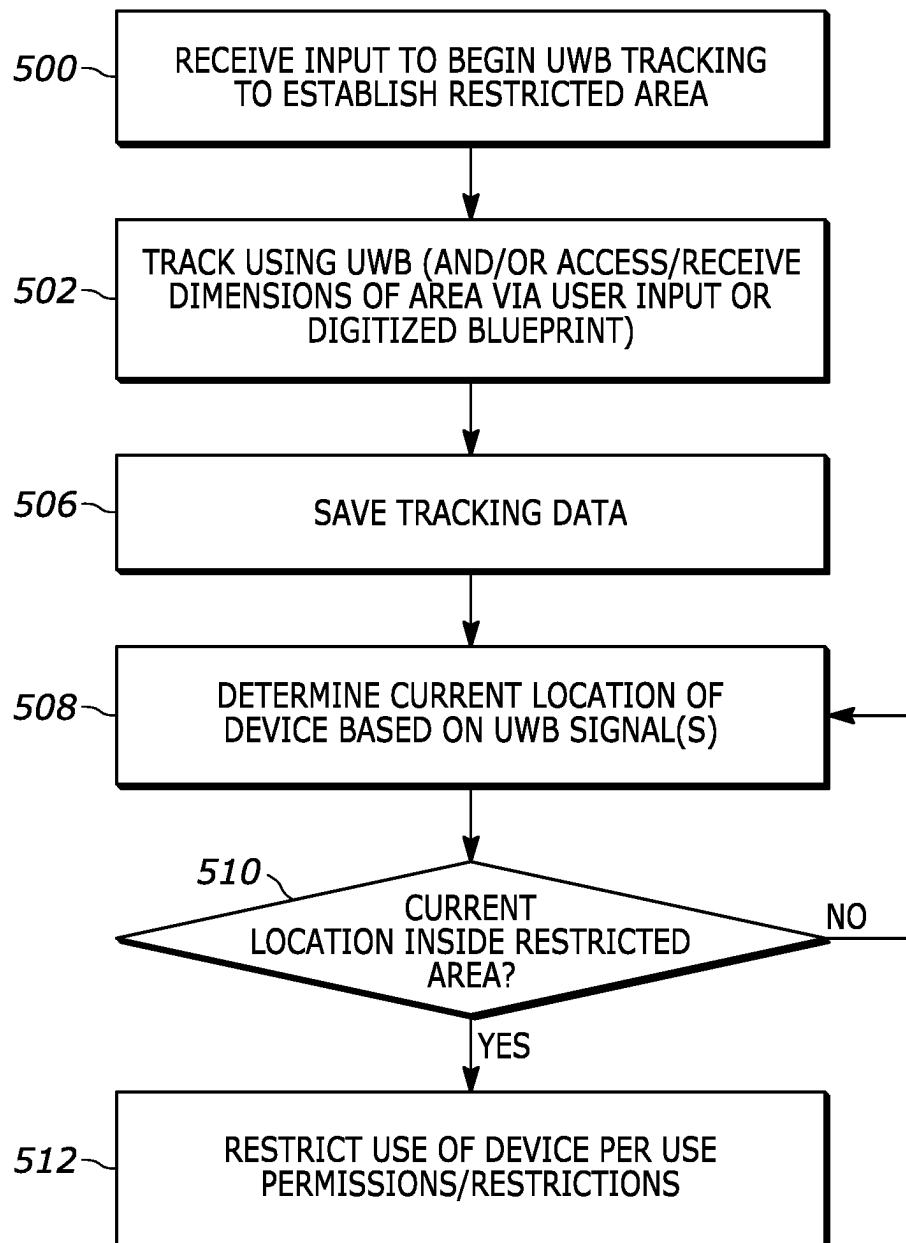 500
RECEIVE INPUT TO BEGIN UWB TRACKING
TO ESTABLISH RESTRICTED AREA
502
TRACK USING UWB (AND/OR ACCESS/RECEIVE
DIMENSIONS OF AREA VIA USER INPUT OR
DIGITIZED BLUEPRINT)
506
SAVE TRACKING DATA
508
DETERMINE CURRENT LOCATION OF
DEVICE BASED ON UWB SIGNAL(S)
510
CURRENT
LOCATION INSIDE RESTRICTED
AREA?
NO
YES
512
RESTRICT USE OF DEVICE PER USE
PERMISSIONS/RESTRICTIONS